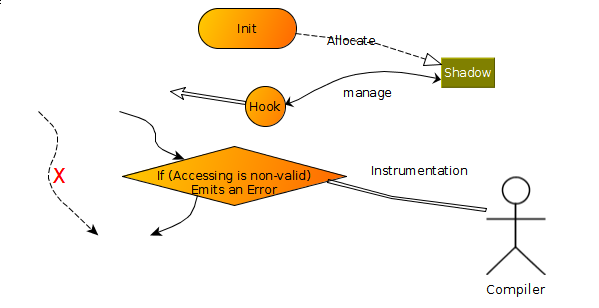 Init
Allocate
Shadow
Hook
manage
X
If (Accessing is non-valid)
Emits an Error
Instrumentation
Compiler